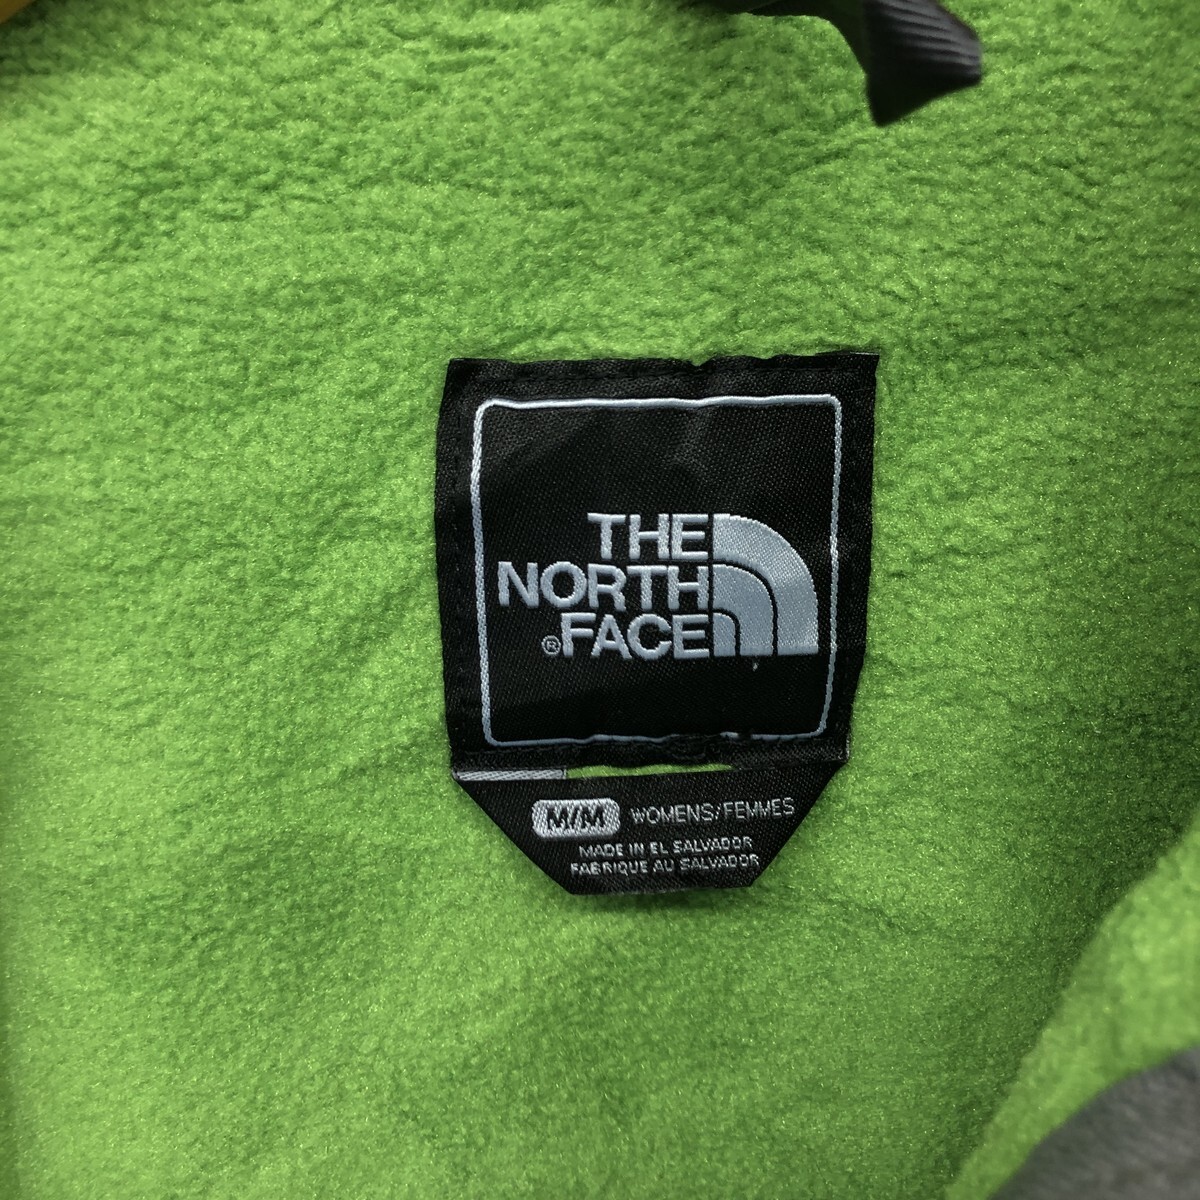 THE
NORTH
®FACE
M/M WOMENS/FEMMES
MADE IN EL SALVADOR
FABRIQUE AU SALVADOR